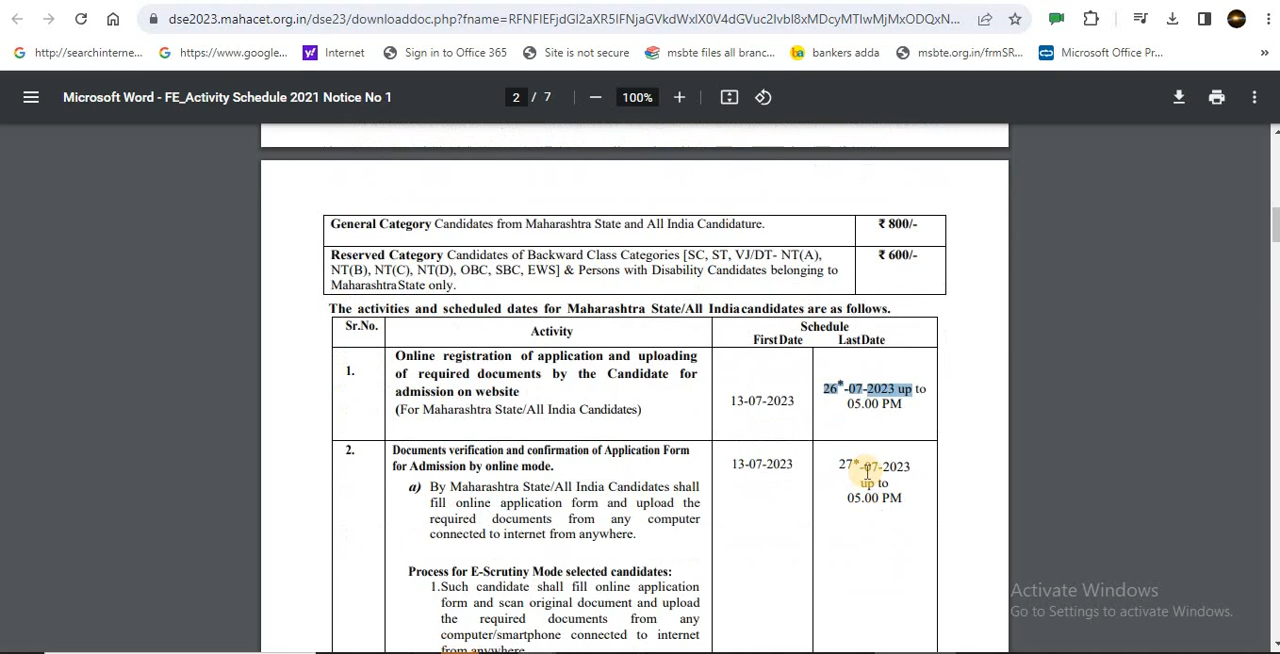 dse2023.mahacet.org.in/dse23/downloaddoc.php?fname=RFNFIEFjdGl2aXR5IFNjaGVkdWxlX0V4dGVuc2lvbl8xMDcyMTIwMjMxODQxN...
http://searchinterne...
https://www.google...
Internet
Sign in to Office 365
Site is not secure
msbte files all branc...
ba
bankers adda
msbte.org.in/frmSR...
Microsoft Office Pr...
»
Microsoft Word - FE_Activity Schedule 2021 Notice No 1
2 / 7
100%
General Category Candidates from Maharashtra State and All India Candidature.
₹ 800/-
Reserved Category Candidates of Backward Class Categories [SC, ST, VJ/DT- NT(A),
NT(B), NT(C), NT(D), OBC, SBC, EWS] & Persons with Disability Candidates belonging to
MaharashtraState only.
₹ 600/-
The activities and scheduled dates for Maharashtra State/All Indiacandidates are as follows.
Sr.No.
Activity
Schedule
FirstDate
LastDate
1.
Online registration of application and uploading
of required documents by the Candidate for
admission on website
(For Maharashtra State/All India Candidates)
13-07-2023
26*-07-2023 up to
05.00 PM
2.
Documents verification and confirmation of Application Form
for Admission by online mode.
a) By Maharashtra State/All India Candidates shall
fill online application form and upload the
required documents from any computer
connected to internet from anywhere.
Process for E-Scrutiny Mode selected candidates:
1.Such candidate shall fill online application
form and scan original document and upload
the required documents from any
computer/smartphone connected to internet
from anywhere
13-07-2023
27*-07-2023
up to
05.00 PM
Activate Windows
Go to Settings to activate Windows.